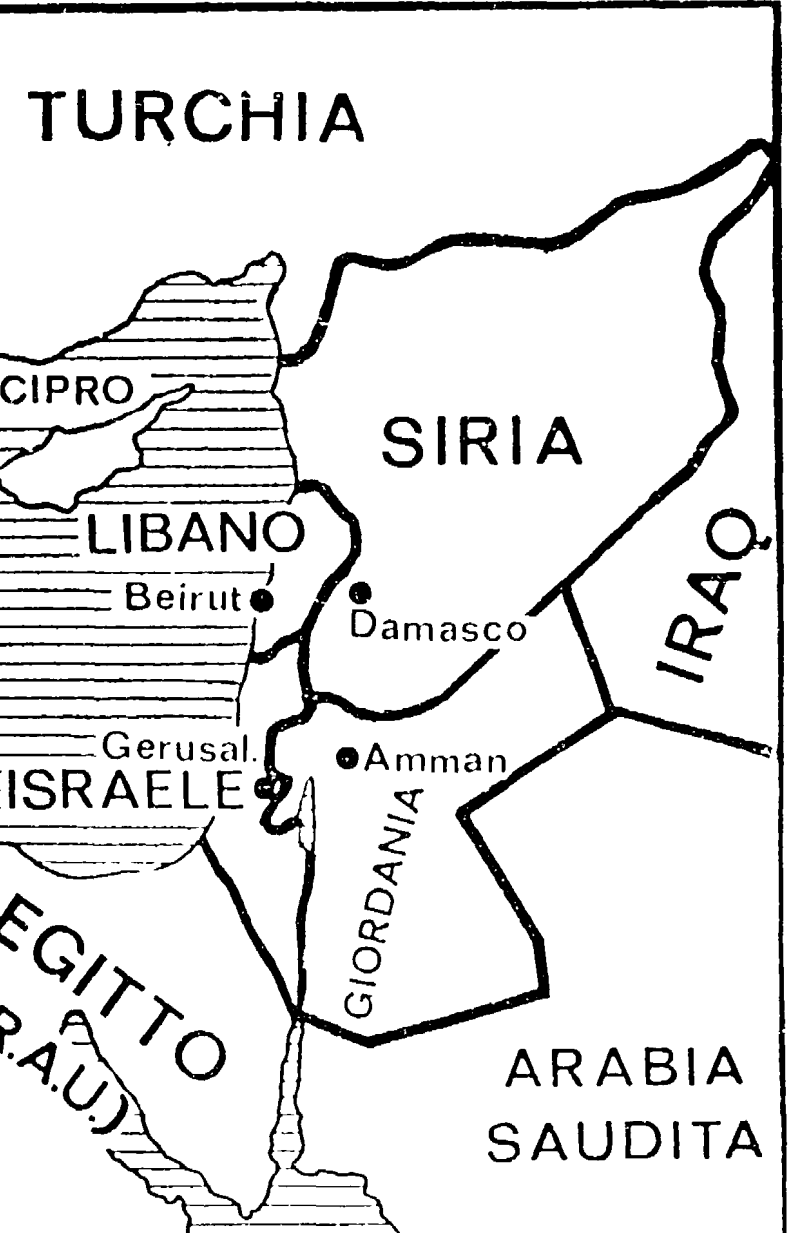 TURCHIA
CIPRO
SIRIA
LIBANO
IRAQ
Beirut
Damasco
Gerusal.
Amman
ISRAELE
GIORDANIA
EGITTO
R.A.U.)
ARABIA
SAUDITA